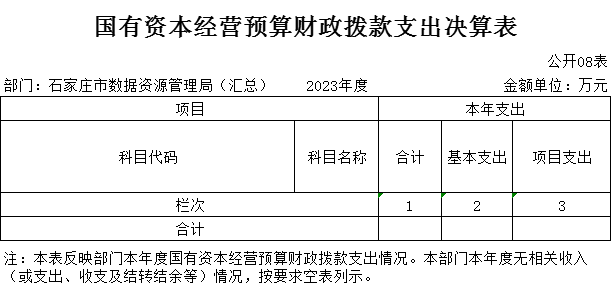 国有资本经营预算财政拨款支出决算表
公开08表
部门：石家庄市数据资源管理局（汇总） 2023年度 金额单位：万元
项目 本年支出
科目代码 科目名称 合计 基本支出 项目支出
栏次 1 2 3
合计
注：本表反映部门本年度国有资本经营预算财政拨款支出情况。本部门本年度无相关收入
（或支出、收支及结转结余等）情况，按要求空表列示。